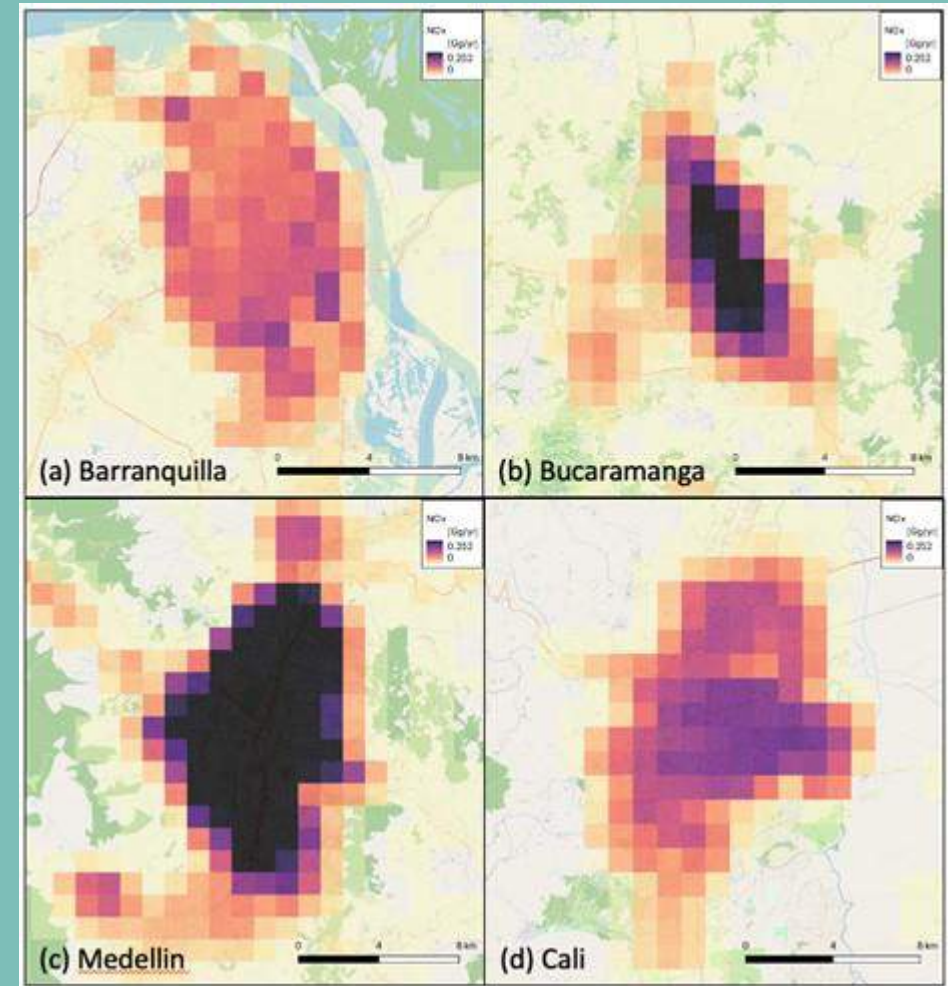 NOx
(Gg/yr)
0.252
0
(a) Barranquilla
0 4 8 km
NOx
(Gg/yr)
0.252
0
(b) Bucaramanga
0 4 8 km
NOx
(Gg/yr)
0.252
0
(c) Medellin
0 4 8 km
NOx
(Gg/yr)
0.252
0
(d) Cali
0 4 8 km